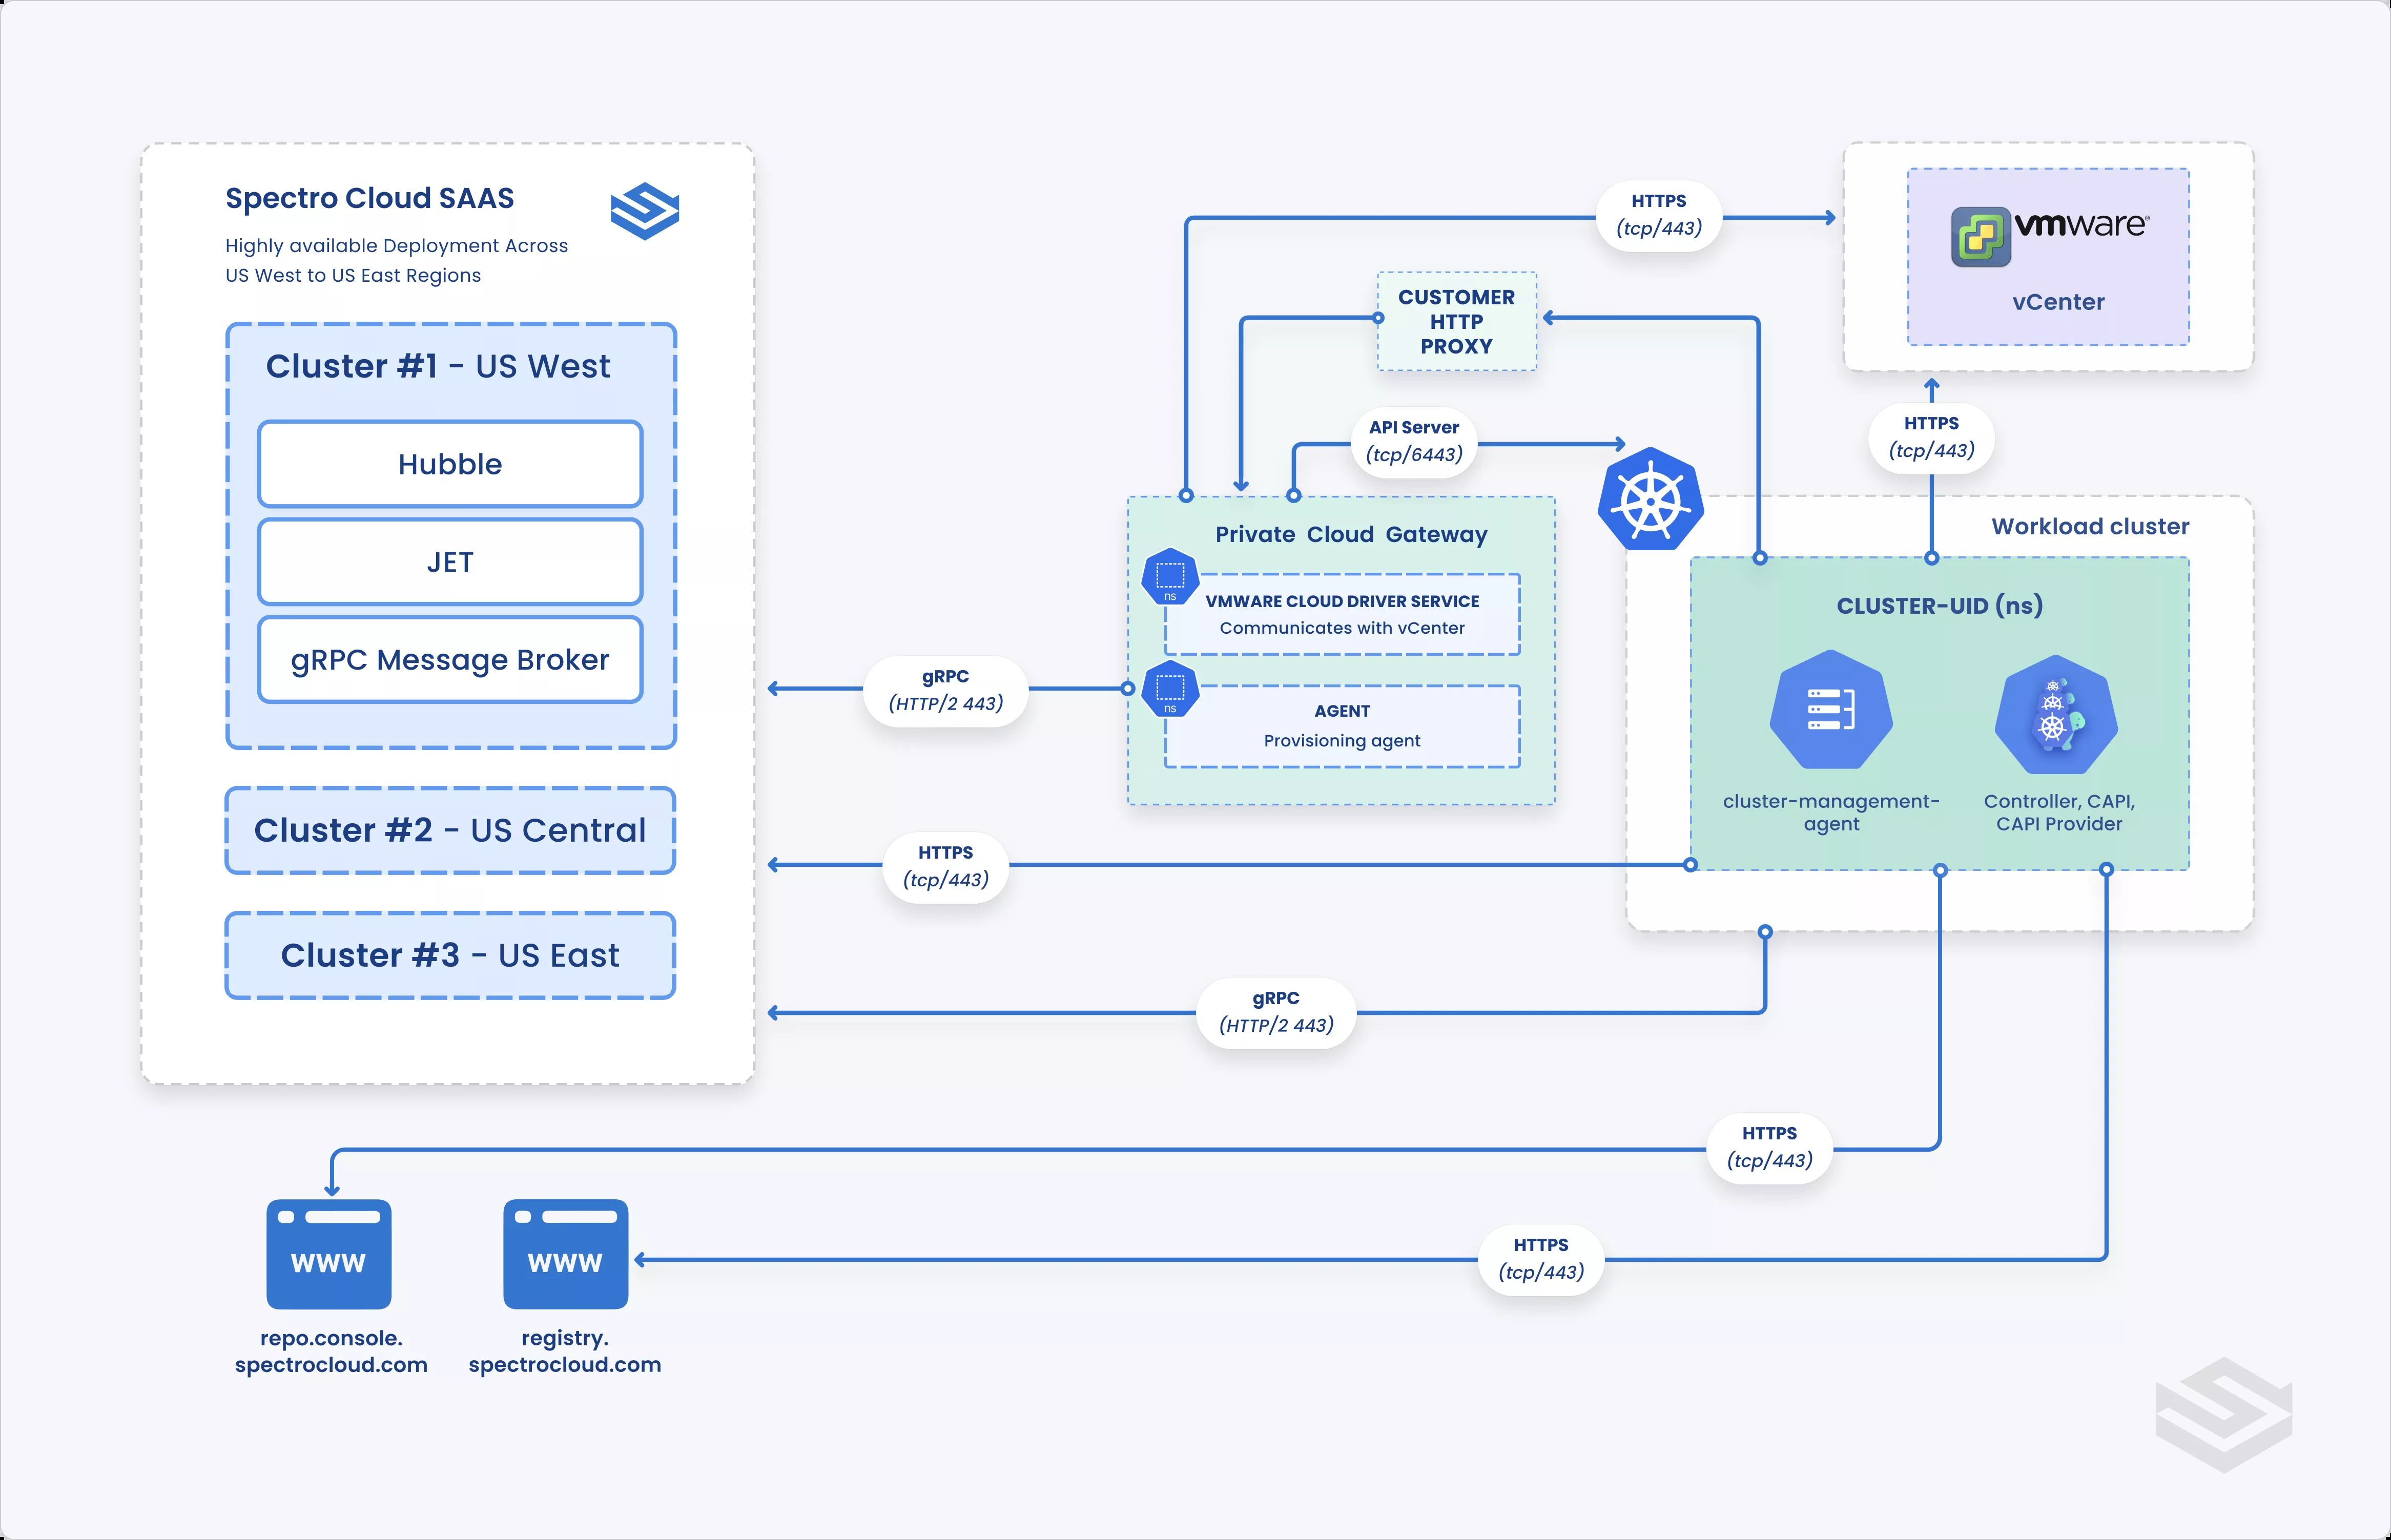 Spectro Cloud SAAS
Highly available Deployment Across
US West to US East Regions
Cluster #1 - US West
Hubble
JET
gRPC Message Broker
Cluster #2 - US Central
Cluster #3 - US East
HTTPS
(tcp/443)
vmware®
vCenter
CUSTOMER
HTTP
PROXY
API Server
(tcp/6443)
HTTPS
(tcp/443)
Private Cloud Gateway
ns
VMWARE CLOUD DRIVER SERVICE
Communicates with vCenter
ns
AGENT
Provisioning agent
Workload cluster
CLUSTER-UID (ns)
cluster-management-
agent
Controller, CAPI,
CAPI Provider
gRPC
(HTTP/2 443)
HTTPS
(tcp/443)
gRPC
(HTTP/2 443)
HTTPS
(tcp/443)
HTTPS
(tcp/443)
www
repo.console.
spectrocloud.com
www
registry.
spectrocloud.com